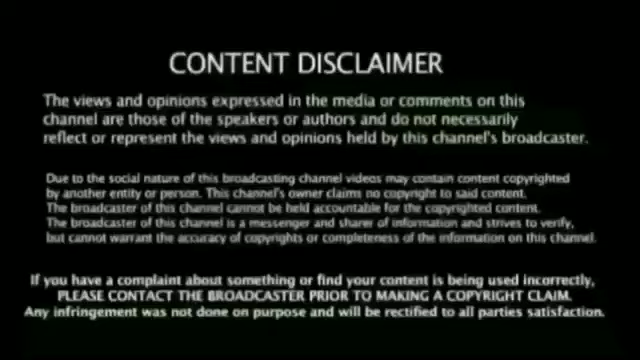 CONTENT DISCLAIMER
The views and opinions expressed in the media or comments on this
channel are those of the speakers or authors and do not necessarily
reflect or represent the views and opinions held by this channel's broadcaster.
Due to the social nature of this broadcasting channel videos may contain content copyrighted
by another entity or person. This channel's owner claims no copyright to said content.
The broadcaster of this channel cannot be held accountable for the copyrighted content.
The broadcaster of this channel is a messenger and sharer of information and strives to verify,
but cannot warrant the accuracy of copyrights or completeness of the information on this channel.
If you have a complaint about something or find your content is being used incorrectly,
PLEASE CONTACT THE BROADCASTER PRIOR TO MAKING A COPYRIGHT CLAIM.
Any infringement was not done on purpose and will be rectified to all parties satisfaction.